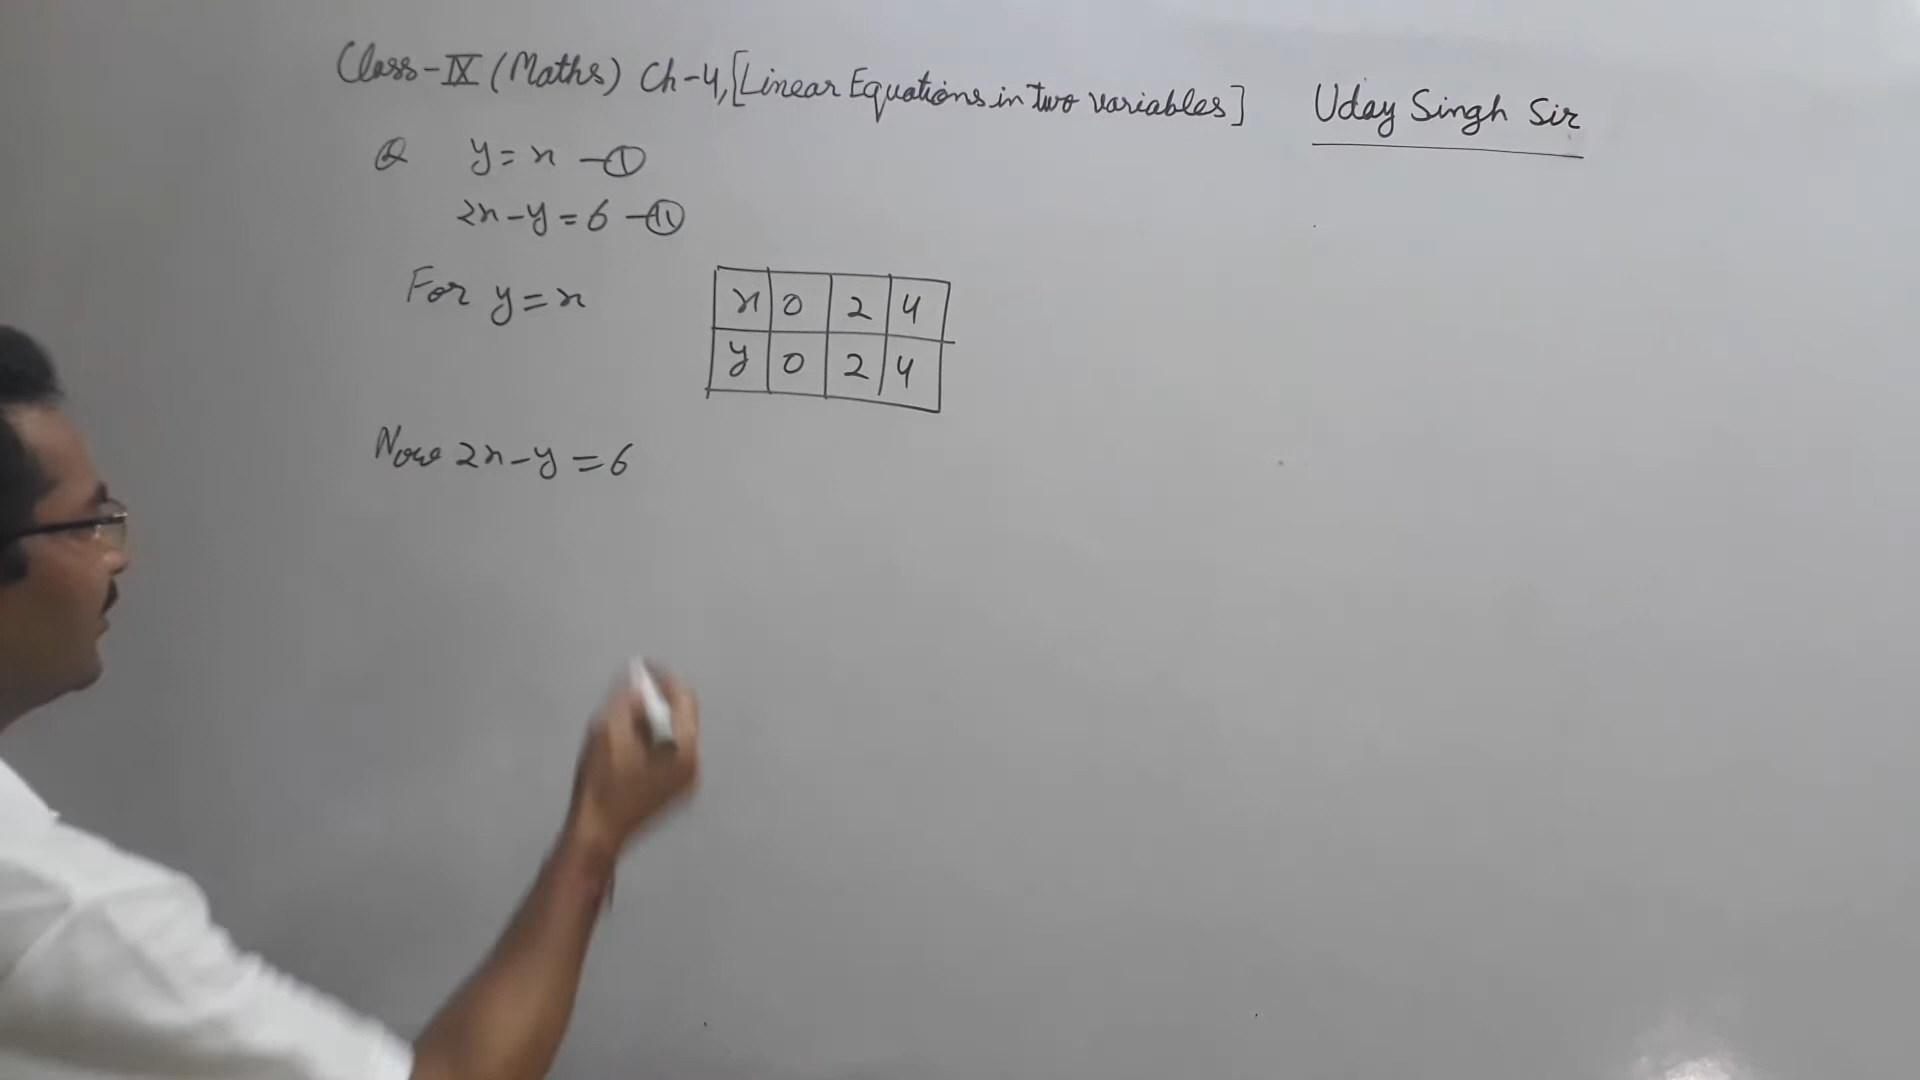 Class-IX (Maths) Ch-4, [Linear Equations in two variables]
Uday Singh Sir
Q y = x —①
2x - y = 6 —⑪
For y = x
x 0 2 4
y 0 2 4
Now 2x - y = 6